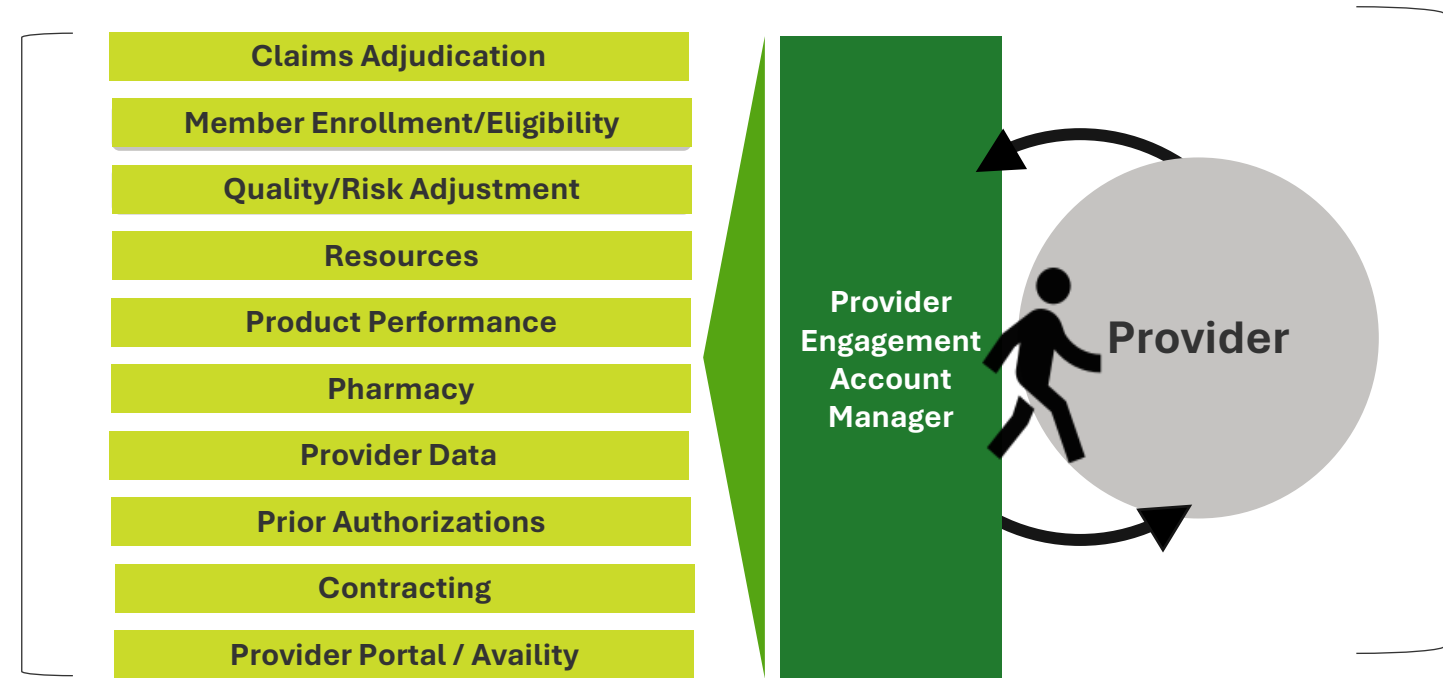 Claims Adjudication
Member Enrollment/Eligibility
Quality/Risk Adjustment
Resources
Product Performance
Pharmacy
Provider Data
Prior Authorizations
Contracting
Provider Portal / Availity
Provider
Engagement
Account
Manager
Provider